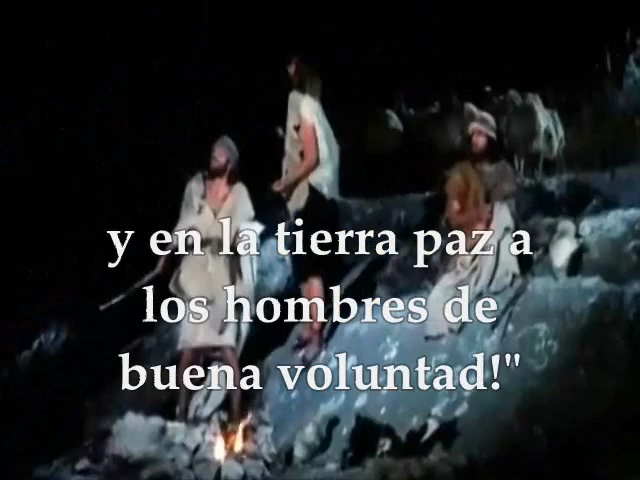 y en la tierra paz a
los hombres de
buena voluntad!"